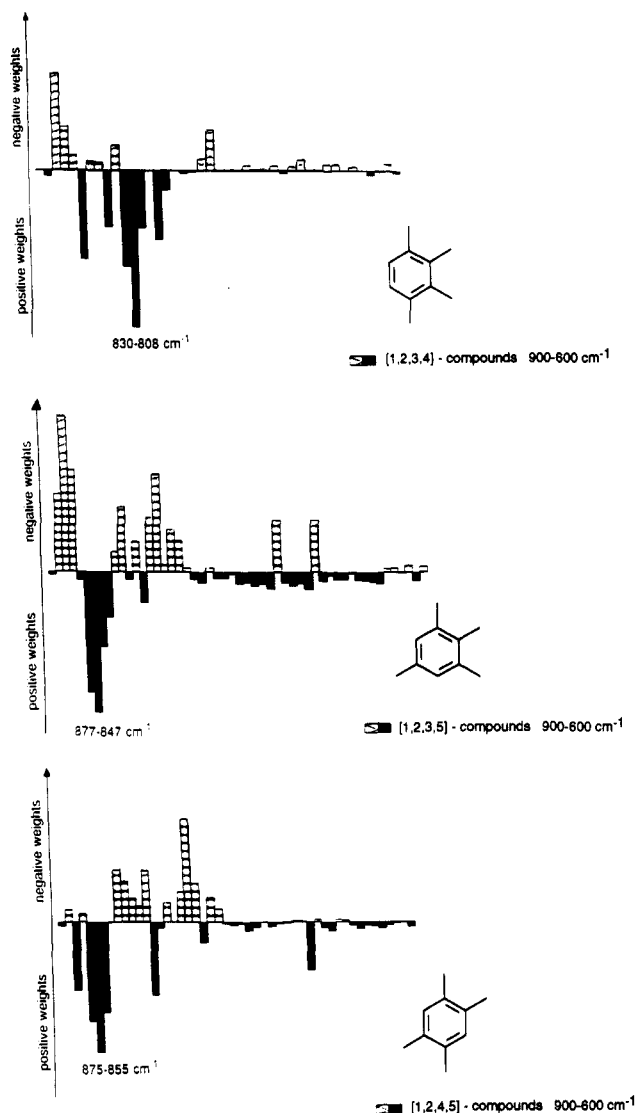 negative weights
positive weights
830-808 cm-1
[1,2,3,4] - compounds 900-600 cm-1
negative weights
positive weights
877-847 cm-1
[1,2,3,5] - compounds 900-600 cm-1
negative weights
positive weights
875-855 cm-1
[1,2,4,5] - compounds 900-600 cm-1